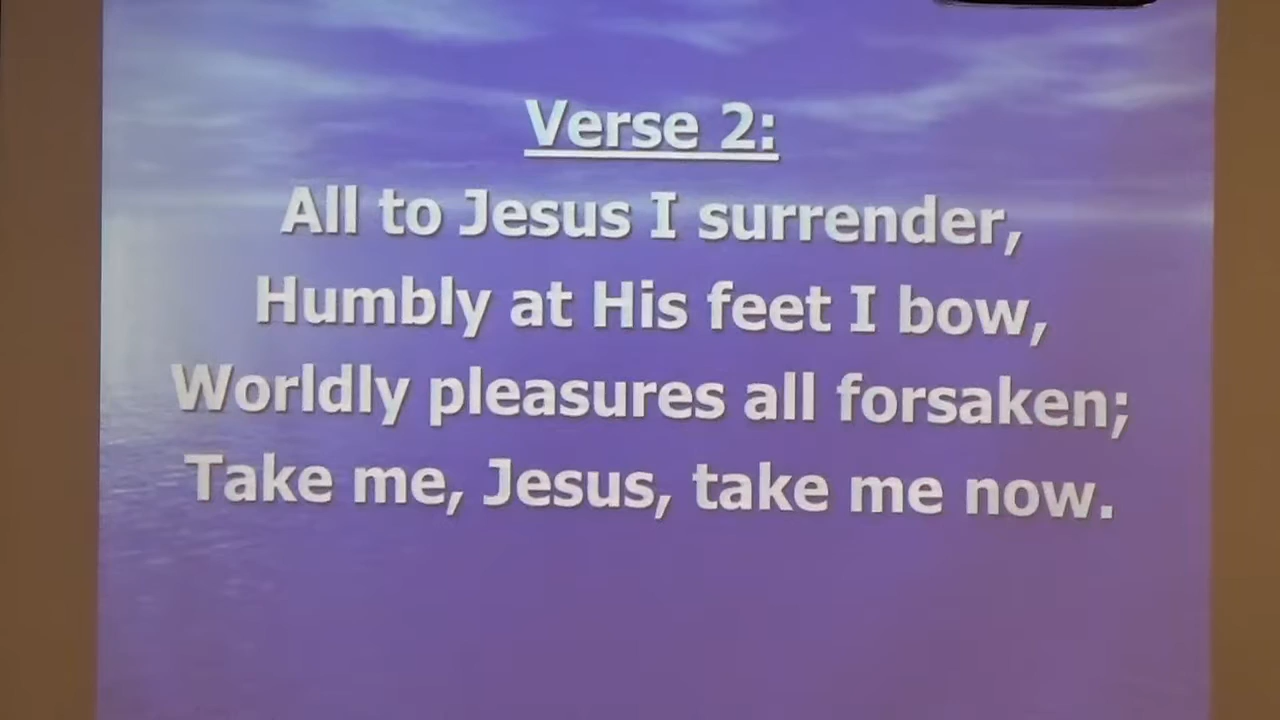 Verse 2:
All to Jesus I surrender,
Humbly at His feet I bow,
Worldly pleasures all forsaken;
Take me, Jesus, take me now.